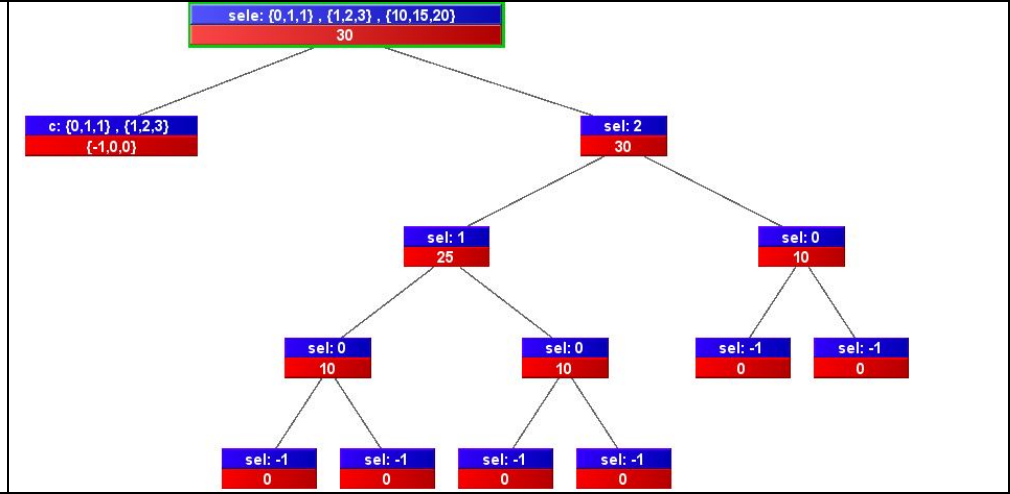 sele: {0,1,1} , {1,2,3} , {10,15,20}
30
c: {0,1,1} , {1,2,3}
{-1,0,0}
sel: 2
30
sel: 1
25
sel: 0
10
sel: 0
10
sel: 0
10
sel: -1
0
sel: -1
0
sel: -1
0
sel: -1
0
sel: -1
0
sel: -1
0